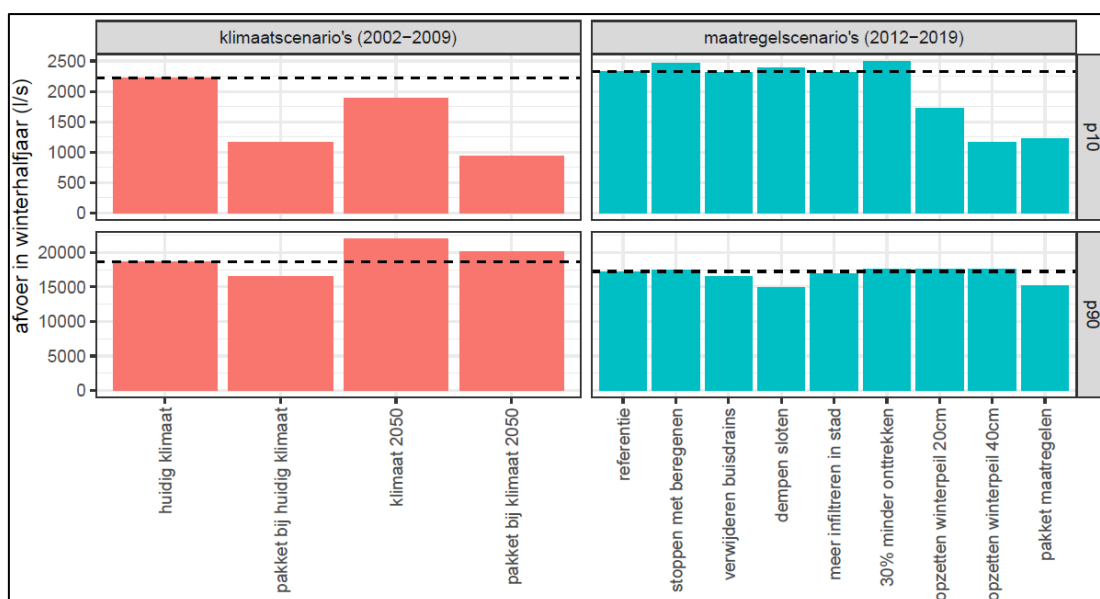 klimaatscenario's (2002−2009)
maatregelscenario's (2012−2019)
afvoer in winterhalfjaar (l/s)
2500
2000
1500
1000
500
0
p10
20000
15000
10000
5000
0
p90
huidig klimaat
pakket bij huidig klimaat
klimaat 2050
pakket bij klimaat 2050
referentie
stoppen met beregenen
verwijderen buisdrains
dempen sloten
meer infiltreren in stad
30% minder onttrekken
opzetten winterpeil 20cm
opzetten winterpeil 40cm
pakket maatregelen